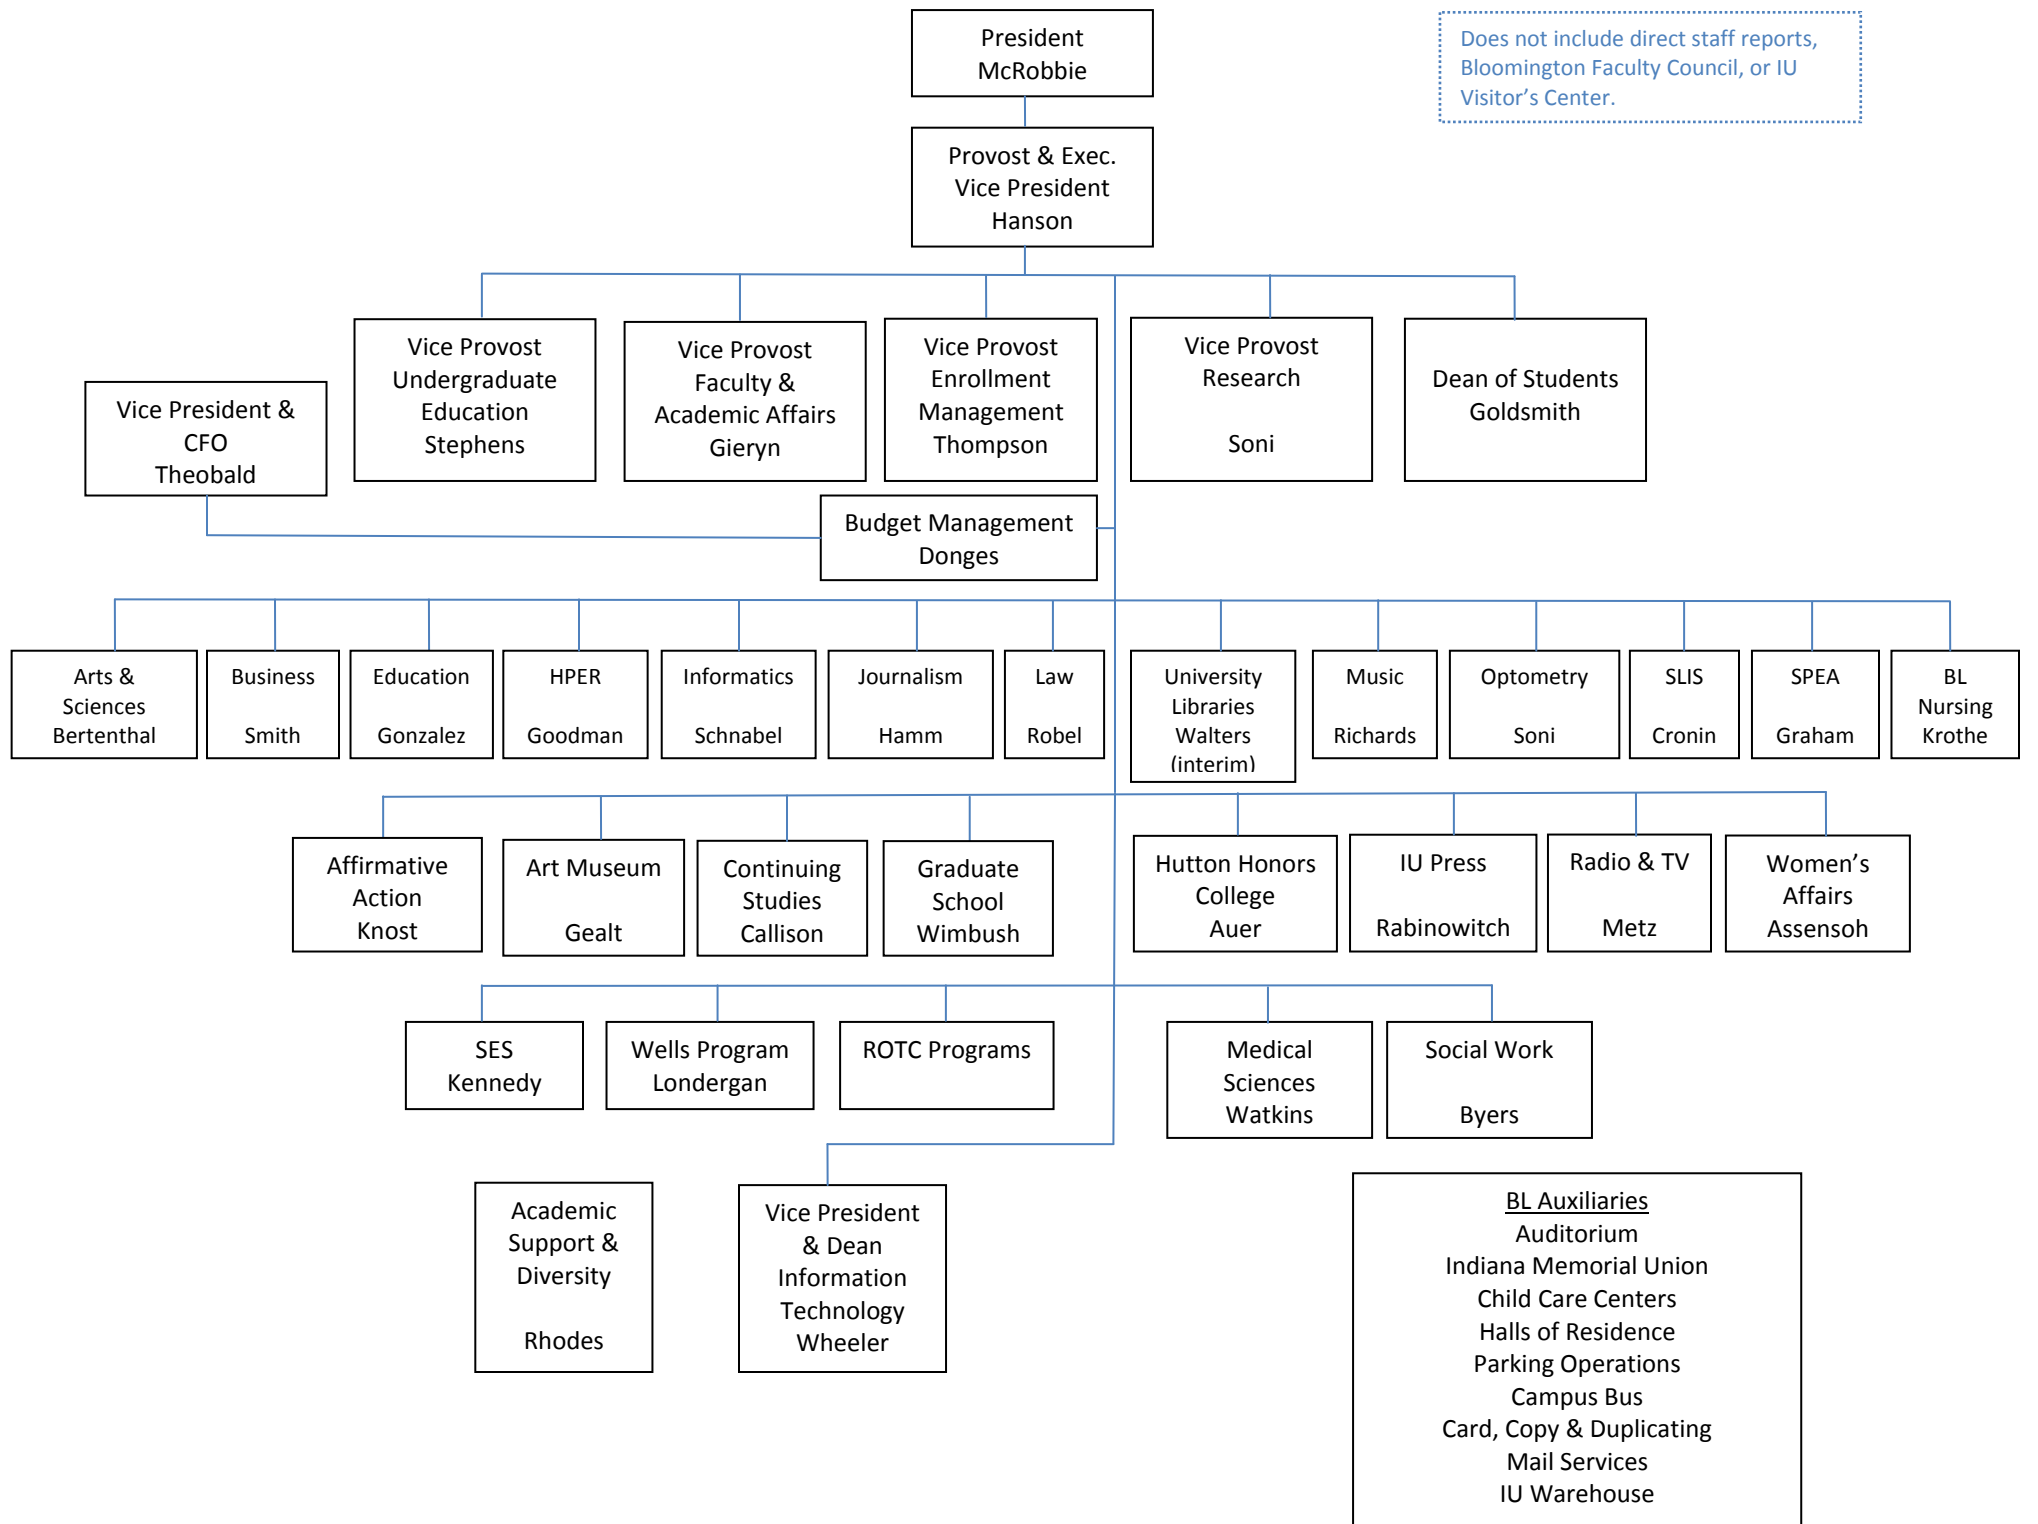 President
McRobbie
Does not include direct staff reports,
Bloomington Faculty Council, or IU
Visitor’s Center.
Provost & Exec.
Vice President
Hanson
Vice President &
CFO
Theobald
Vice Provost
Undergraduate
Education
Stephens
Vice Provost
Faculty &
Academic Affairs
Gieryn
Vice Provost
Enrollment
Management
Thompson
Vice Provost
Research
Soni
Dean of Students
Goldsmith
Budget Management
Donges
Arts &
Sciences
Bertenthal
Business
Smith
Education
Gonzalez
HPER
Goodman
Informatics
Schnabel
Journalism
Hamm
Law
Robel
University
Libraries
Walters
(interim)
Music
Richards
Optometry
Soni
SLIS
Cronin
SPEA
Graham
BL
Nursing
Krothe
Affirmative
Action
Knost
Art Museum
Gealt
Continuing
Studies
Callison
Graduate
School
Wimbush
Hutton Honors
College
Auer
IU Press
Rabinowitch
Radio & TV
Metz
Women’s
Affairs
Assensoh
SES
Kennedy
Wells Program
Londergan
ROTC Programs
Medical
Sciences
Watkins
Social Work
Byers
Academic
Support &
Diversity
Rhodes
Vice President
& Dean
Information
Technology
Wheeler
BL Auxiliaries
Auditorium
Indiana Memorial Union
Child Care Centers
Halls of Residence
Parking Operations
Campus Bus
Card, Copy & Duplicating
Mail Services
IU Warehouse